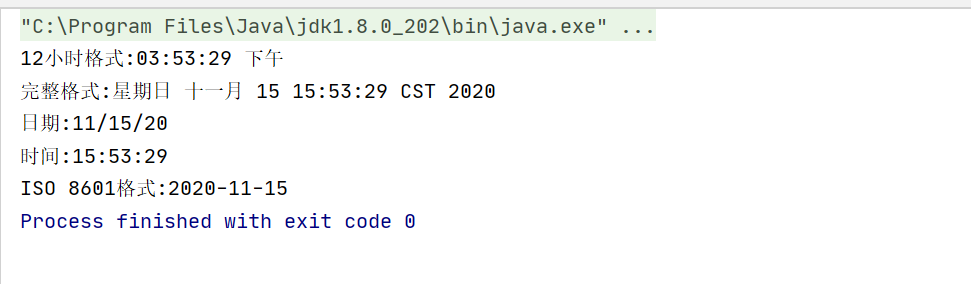 "C:\Program Files\Java\jdk1.8.0_202\bin\java.exe" ...
12小时格式:03:53:29 下午
完整格式:星期日 十一月 15 15:53:29 CST 2020
日期:11/15/20
时间:15:53:29
ISO 8601格式:2020-11-15
Process finished with exit code 0